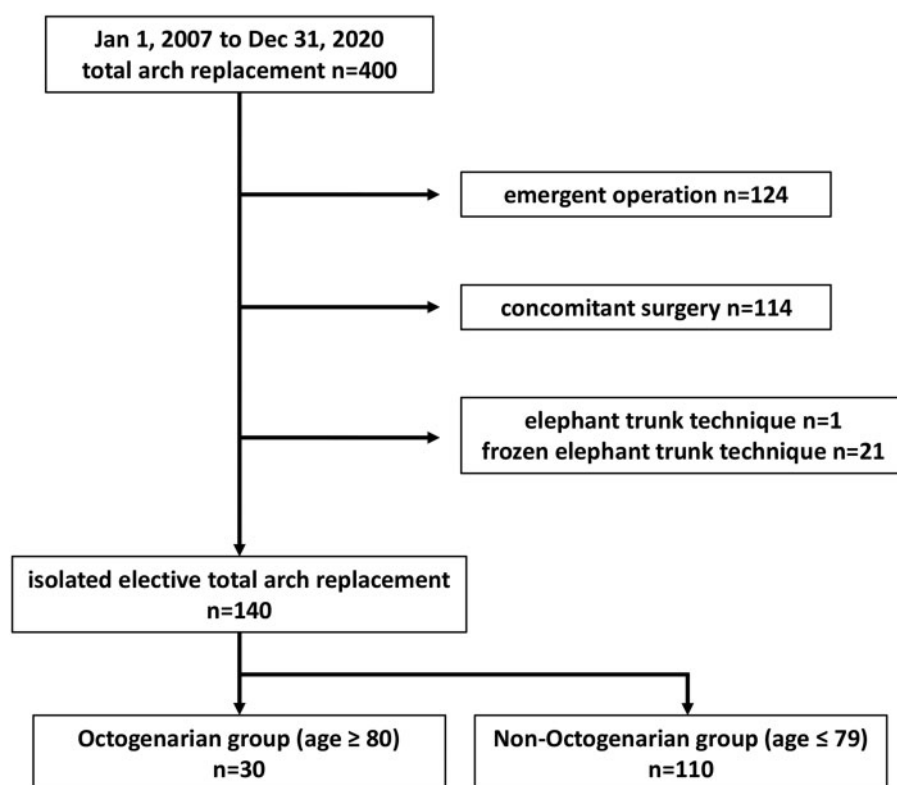 Jan 1, 2007 to Dec 31, 2020
total arch replacement n=400
emergent operation n=124
concomitant surgery n=114
elephant trunk technique n=1
frozen elephant trunk technique n=21
isolated elective total arch replacement
n=140
Octogenarian group (age ≥ 80)
n=30
Non-Octogenarian group (age ≤ 79)
n=110